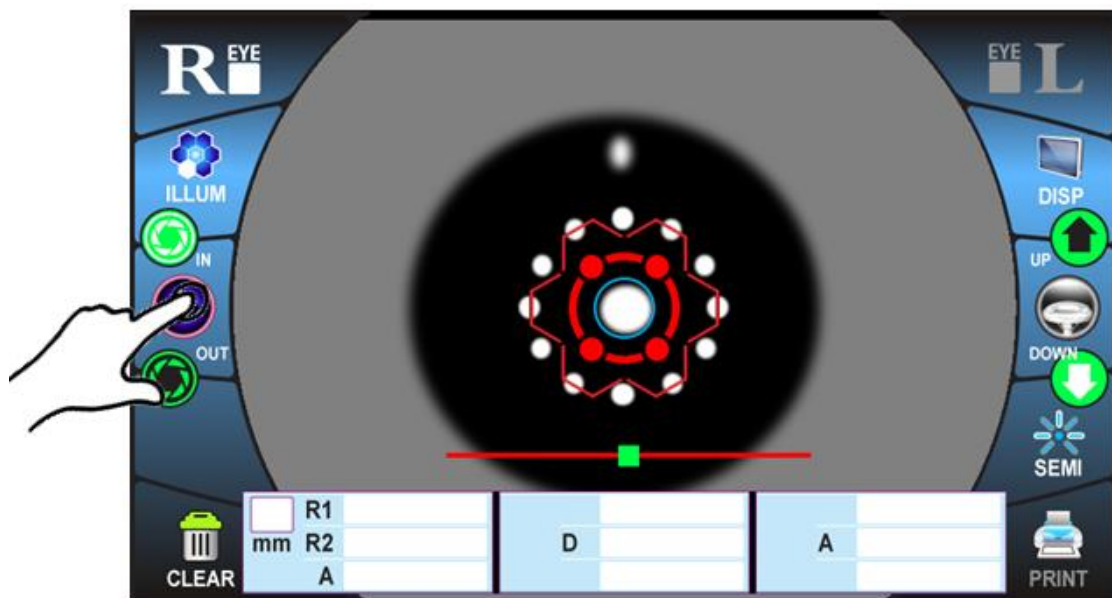 R EYE
EYE L
ILLUM
DISP
IN
UP
OUT
DOWN
SEMI
R1
mm R2
A
D
A
CLEAR
PRINT